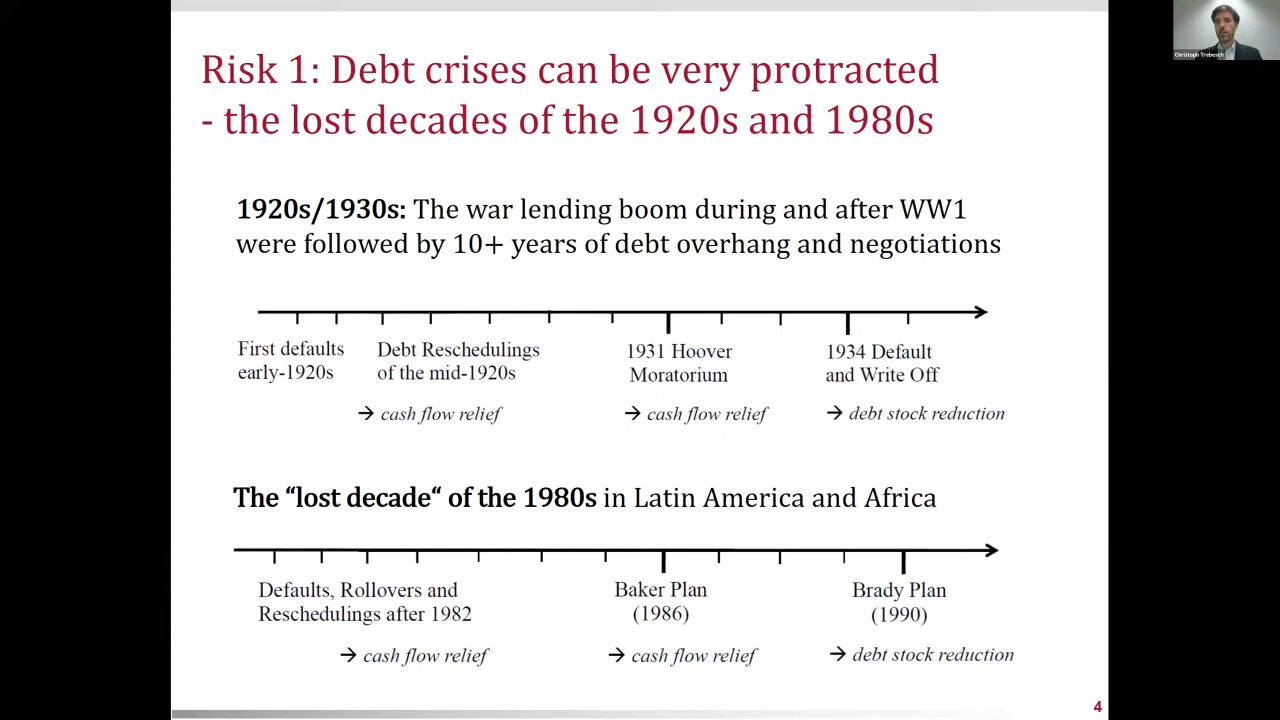 Christoph Trebesch
Risk 1: Debt crises can be very protracted
- the lost decades of the 1920s and 1980s
1920s/1930s: The war lending boom during and after WW1
were followed by 10+ years of debt overhang and negotiations
First defaults
early-1920s
Debt Reschedulings
of the mid-1920s
→ cash flow relief
1931 Hoover
Moratorium
→ cash flow relief
1934 Default
and Write Off
→ debt stock reduction
The “lost decade“ of the 1980s in Latin America and Africa
Defaults, Rollovers and
Reschedulings after 1982
→ cash flow relief
Baker Plan
(1986)
→ cash flow relief
Brady Plan
(1990)
→ debt stock reduction
4